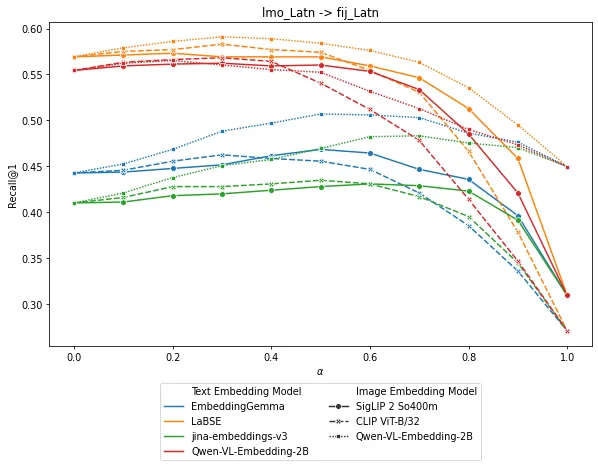 lmo_Latn -> fij_Latn
Recall@1
0.60
0.55
0.50
0.45
0.40
0.35
0.30
0.0
0.2
0.4
0.6
0.8
1.0
α
Text Embedding Model
EmbeddingGemma
LaBSE
jina-embeddings-v3
Qwen-VL-Embedding-2B
Image Embedding Model
SigLIP 2 So400m
CLIP ViT-B/32
Qwen-VL-Embedding-2B